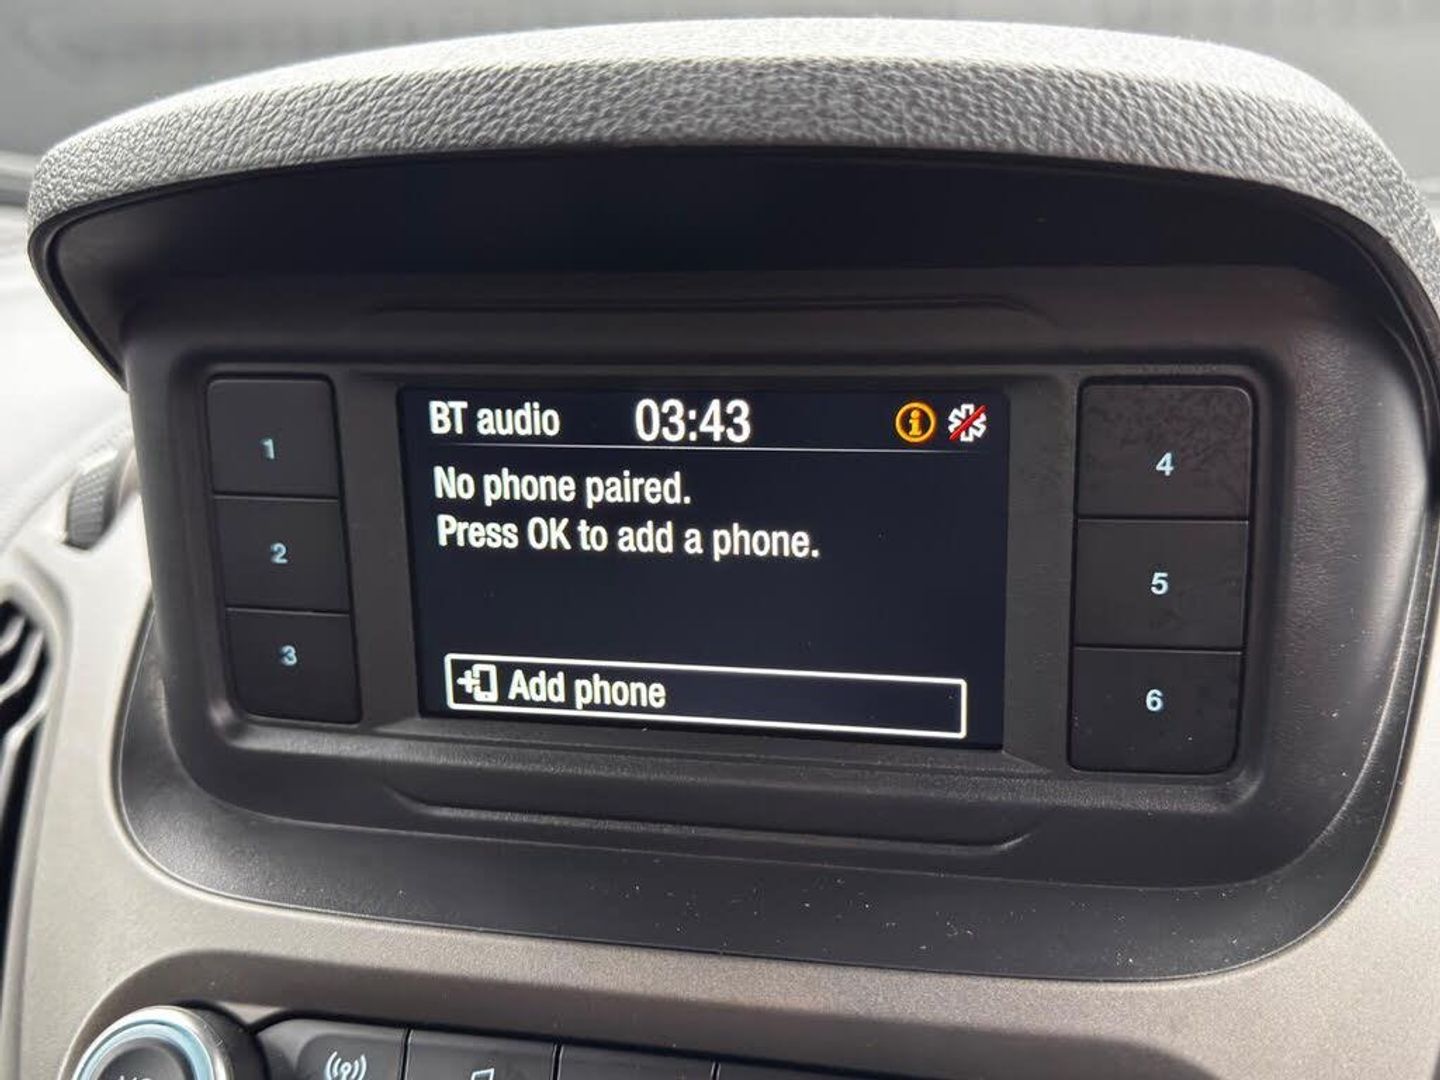 BT audio 03:43
No phone paired.
Press OK to add a phone.
Add phone
1
2
3
4
5
6